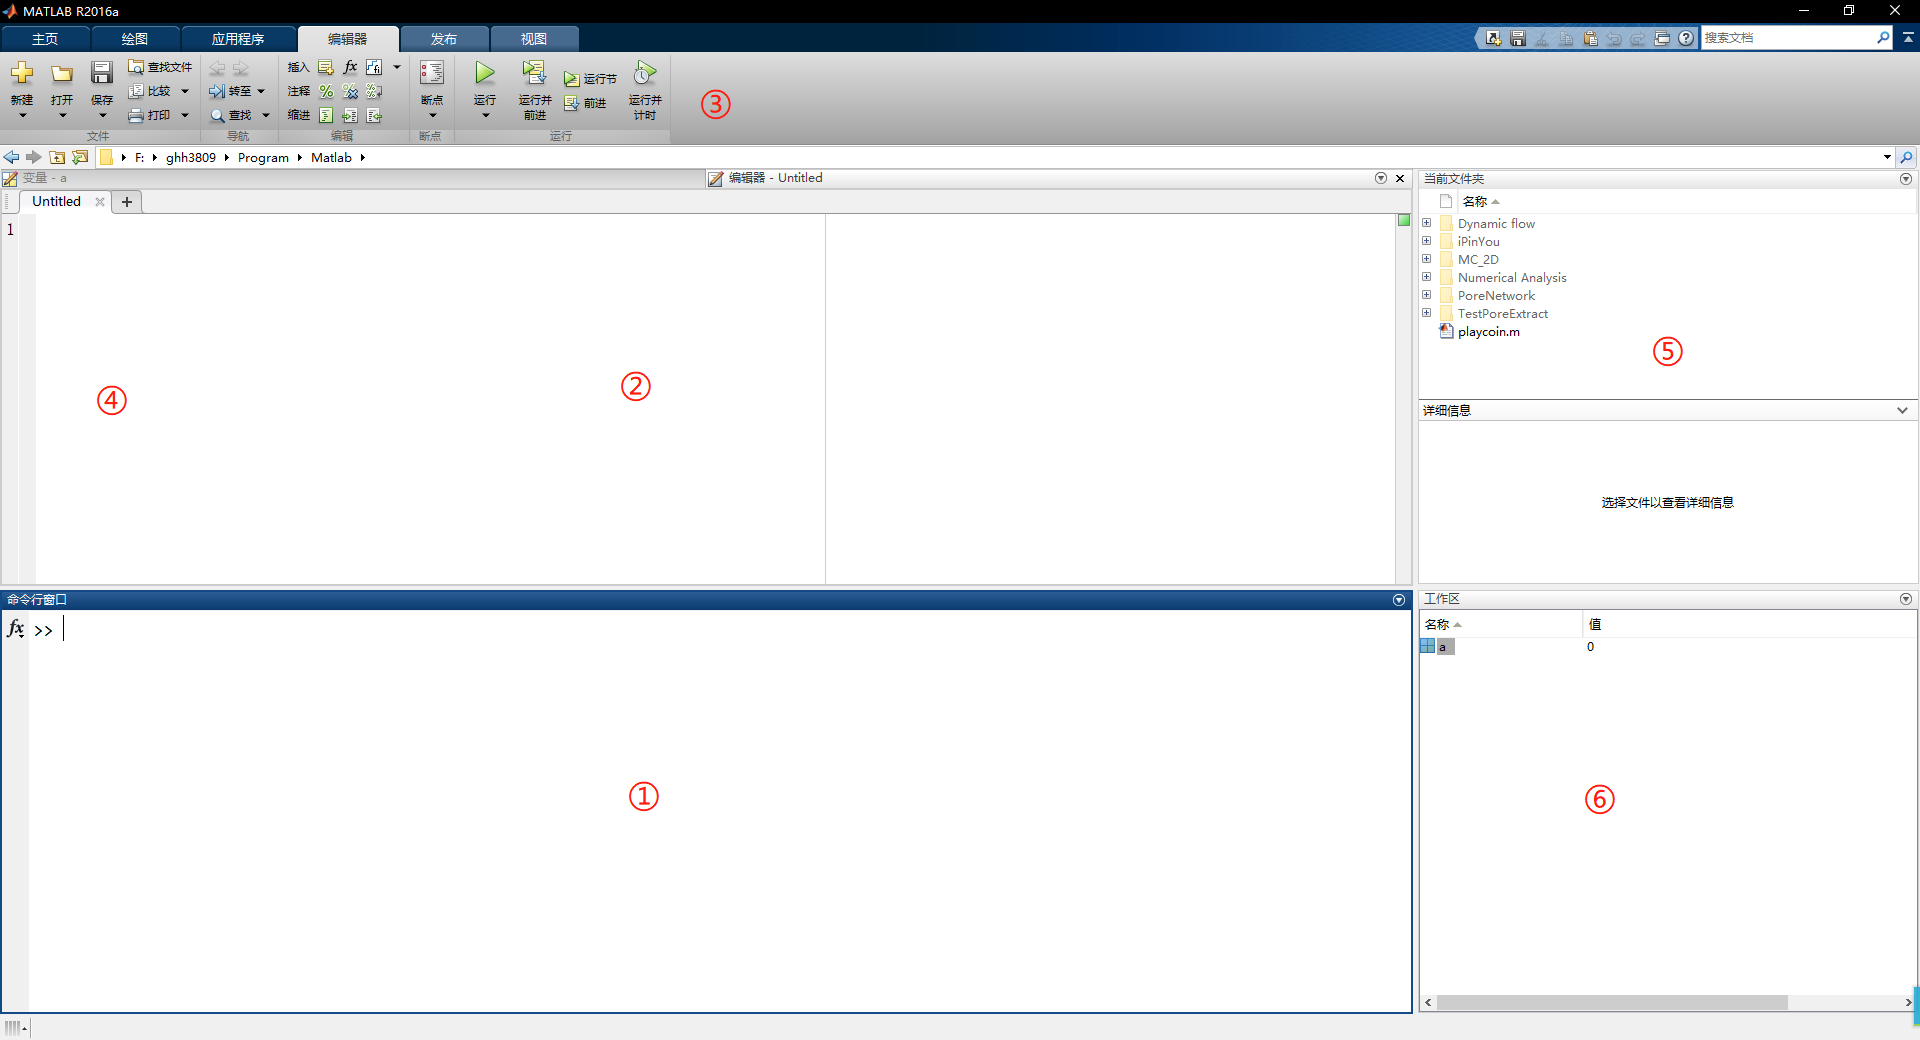 MATLAB R2016a
主页 绘图 应用程序 编辑器 发布 视图 搜索文档
新建 打开 保存 查找文件 比较 打印 转至 查找 插入 注释 缩进 fx 断点 运行 运行并前进 运行节 前进 运行并计时 ③
文件 导航 编辑 断点 运行
F: ghh3809 Program Matlab
变量 - a
编辑器 - Untitled
当前文件夹
Untitled
名称
1
Dynamic flow
iPinYou
MC_2D
Numerical Analysis
PoreNetwork
TestPoreExtract
playcoin.m
⑤
②
④
详细信息
选择文件以查看详细信息
命令行窗口
fx >>
①
工作区
名称 值
a 0
⑥